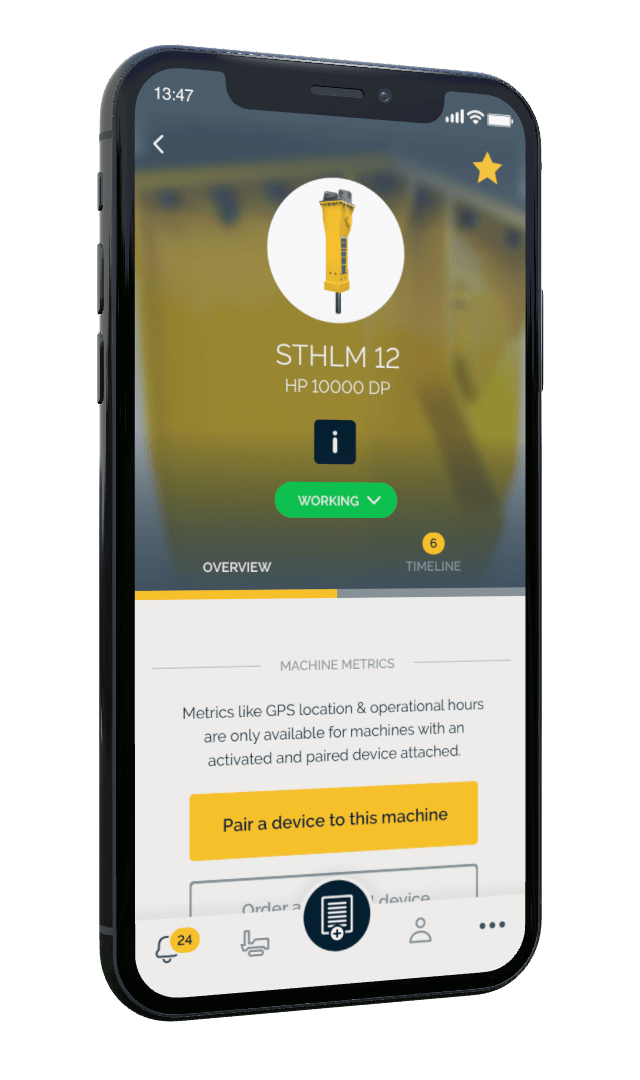 13:47
STHLM 12
HP 10000 DP
i
WORKING
6
OVERVIEW
TIMELINE
MACHINE METRICS
Metrics like GPS location & operational hours
are only available for machines with an
activated and paired device attached.
Pair a device to this machine
Order a device
24